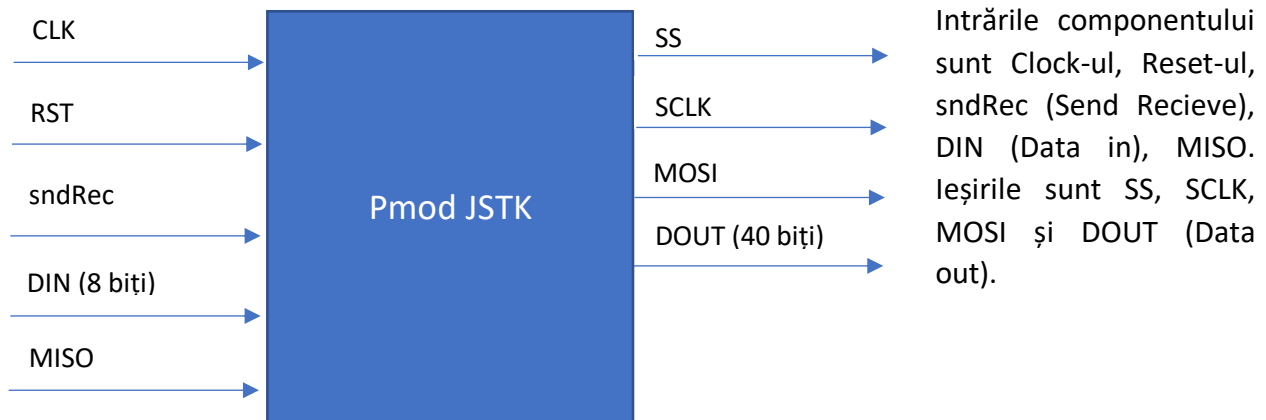 CLK
RST
sndRec
DIN (8 biți)
MISO
Pmod JSTK
SS
SCLK
MOSI
DOUT (40 biți)
Intrările componentului
sunt Clock-ul, Reset-ul,
sndRec (Send Recieve),
DIN (Data in), MISO.
Ieșirile sunt SS, SCLK,
MOSI și DOUT (Data
out).